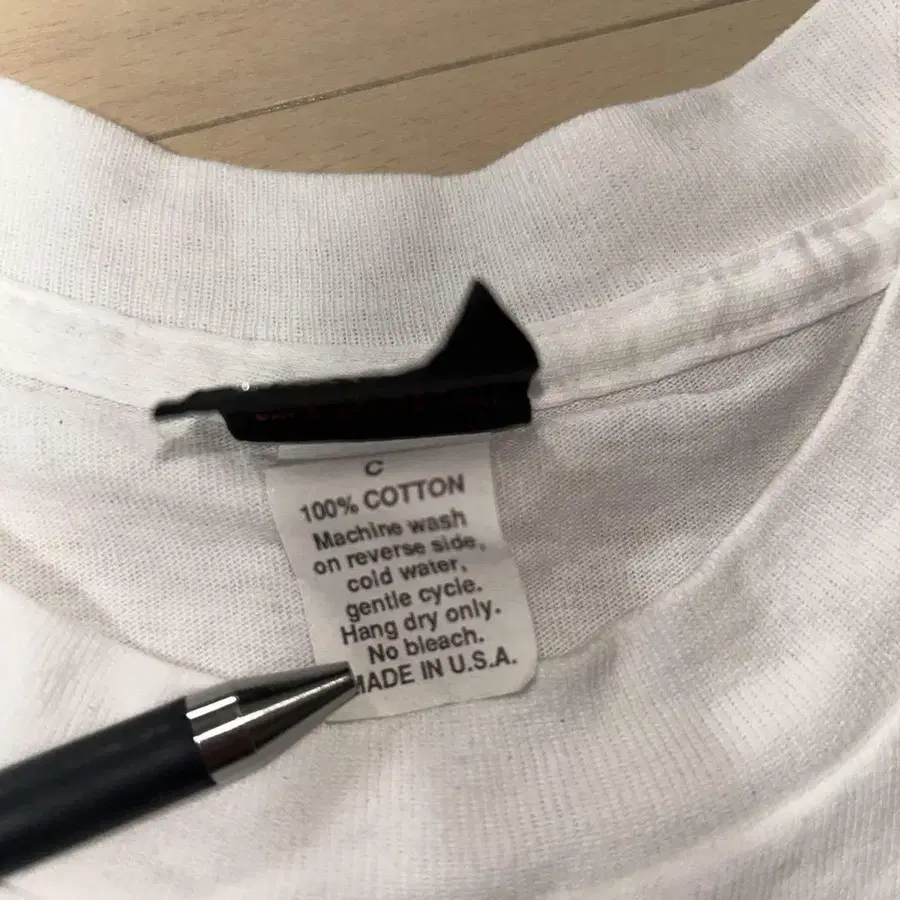 C
100% COTTON
Machine wash
on reverse side,
cold water,
gentle cycle.
Hang dry only.
No bleach.
MADE IN U.S.A.